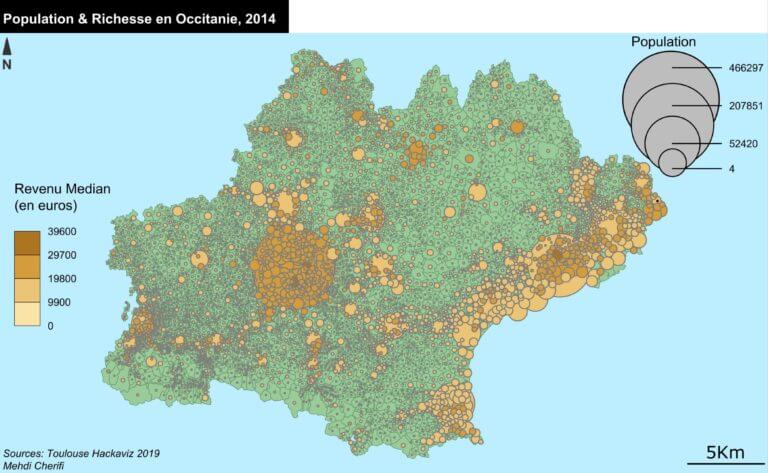 Population & Richesse en Occitanie, 2014
N
Population
466297
207851
52420
4
Revenu Median
(en euros)
39600
29700
19800
9900
0
Sources: Toulouse Hackaviz 2019
Mehdi Cherifi
5Km